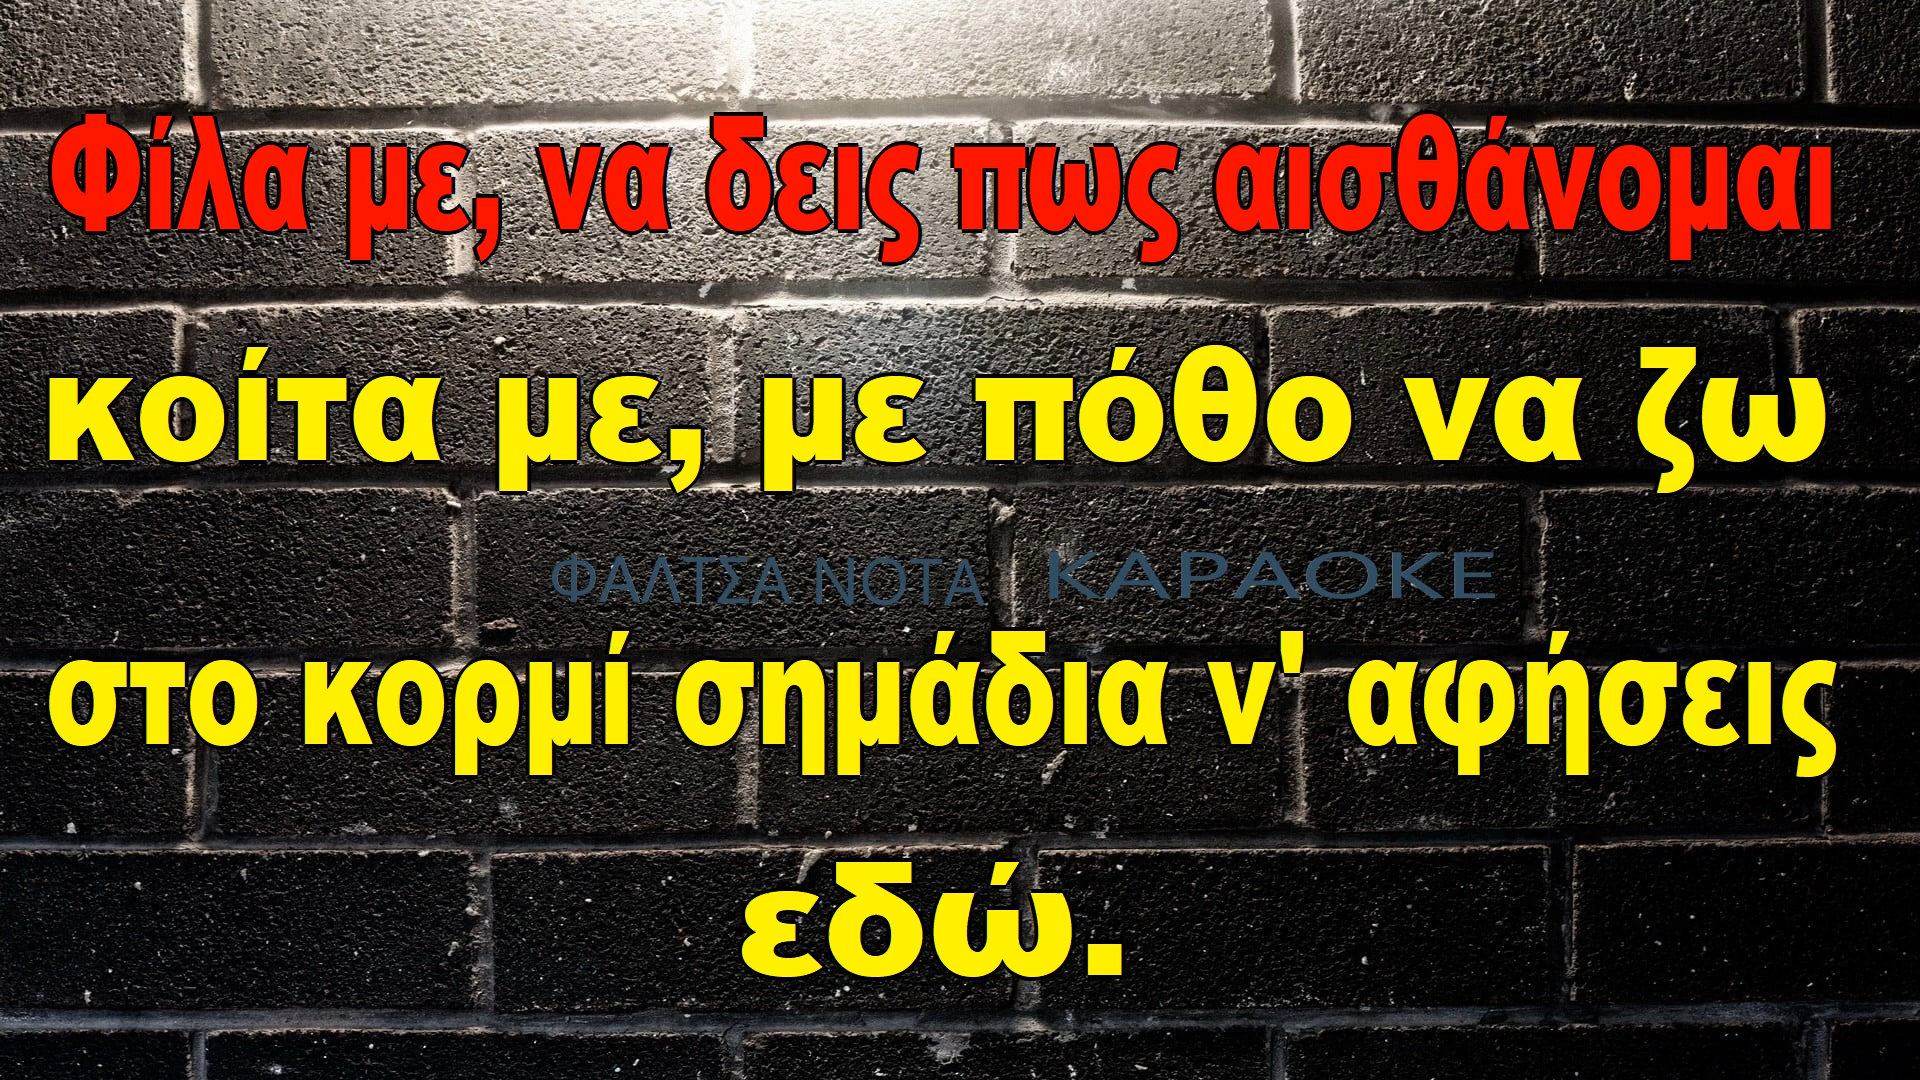 Φίλα με, να δεις πως αισθάνομαι
κοίτα με, με πόθο να ζω
ΦΑΛΤΣΑ ΝΟΤΑ ΚΑΡΑΟΚΕ
στο κορμί σημάδια ν' αφήσεις
εδώ.